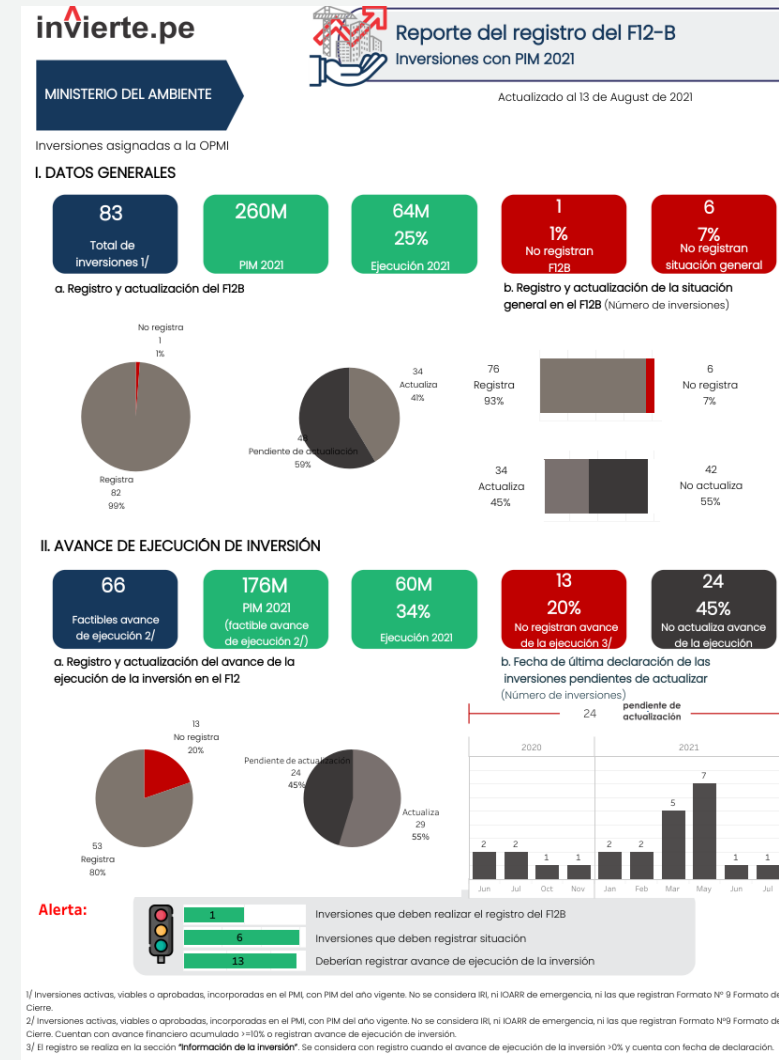 invierte.pe
Reporte del registro del F12-B
Inversiones con PIM 2021
MINISTERIO DEL AMBIENTE
Actualizado al 13 de August de 2021
Inversiones asignadas a la OPMI
I. DATOS GENERALES
83
Total de
inversiones 1/
260M
PIM 2021
64M
25%
Ejecución 2021
1
1%
No registran
F12B
6
7%
No registran
situación general
a. Registro y actualización del F12B
b. Registro y actualización de la situación
general en el F12B (Número de inversiones)
No registra
1
1%
Registra
82
99%
34
Actualiza
41%
Pendiente de actualiación
59%
76
Registra
93%
6
No registra
7%
34
Actualiza
45%
42
No actualiza
55%
II. AVANCE DE EJECUCIÓN DE INVERSIÓN
66
Factibles avance
de ejecución 2/
176M
PIM 2021
(factible avance
de ejecución 2/)
60M
34%
Ejecución 2021
13
20%
No registran avance
de la ejecución 3/
24
45%
No actualiza avance
de la ejecución
a. Registro y actualización del avance de la
ejecución de la inversión en el F12
b. Fecha de última declaración de las
inversiones pendientes de actualizar
(Número de inversiones)
13
No registra
20%
53
Registra
80%
Pendiente de actualización
24
45%
Actualiza
29
55%
24 pendiente de
actualización
2020 2021
2 2 1 1 2 2 5 7 1 1
Jun Jul Oct Nov Jan Feb Mar May Jun Jul
Alerta:
1 Inversiones que deben realizar el registro del F12B
6 Inversiones que deben registrar situación
13 Deberían registrar avance de ejecución de la inversión
1/ Inversiones activas, viables o aprobadas, incorporadas en el PMI, con PIM del año vigente. No se considera IRI, ni IOARR de emergencia, ni las que registran Formato N° 9 Formato de
Cierre.
2/ Inversiones activas, viables o aprobadas, incorporadas en el PMI, con PIM del año vigente. No se considera IRI, ni IOARR de emergencia, ni las que registran Formato N°9 Formato de
Cierre. Cuentan con avance financiero acumulado >=10% o registran avance de ejecución de inversión.
3/ El registro se realiza en la sección "Información de la inversión". Se considera con registro cuando el avance de ejecución de la inversión >0% y cuenta con fecha de declaración.